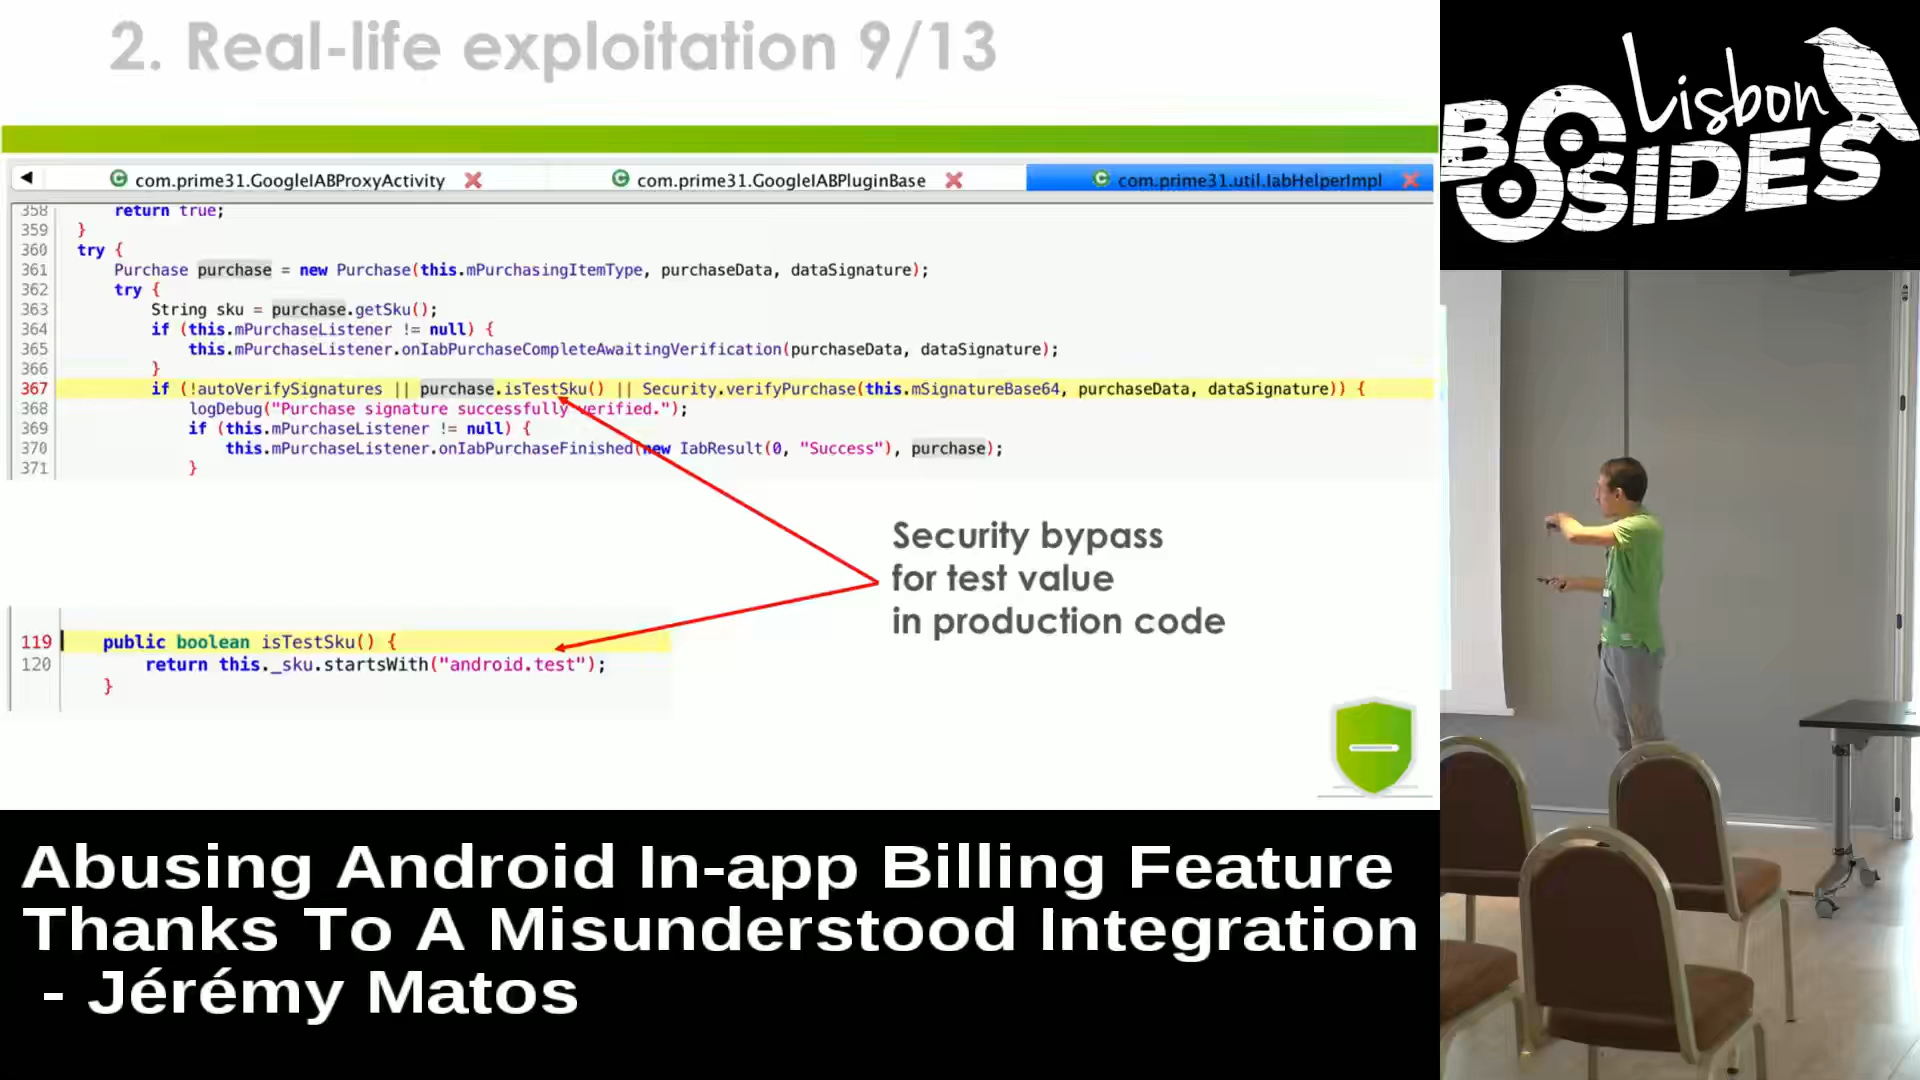 2. Real-life exploitation 9/13
com.prime31.GoogleIABProxyActivity
com.prime31.GoogleIABPluginBase
com.prime31.util.IabHelperImpl
358 return true;
359 }
360 try {
361 Purchase purchase = new Purchase(this.mPurchasingItemType, purchaseData, dataSignature);
362 try {
363 String sku = purchase.getSku();
364 if (this.mPurchaseListener != null) {
365 this.mPurchaseListener.onIabPurchaseCompleteAwaitingVerification(purchaseData, dataSignature);
366 }
367 if (!autoVerifySignatures || purchase.isTestSku() || Security.verifyPurchase(this.mSignatureBase64, purchaseData, dataSignature)) {
368 logDebug("Purchase signature successfully verified.");
369 if (this.mPurchaseListener != null) {
370 this.mPurchaseListener.onIabPurchaseFinished(new IabResult(0, "Success"), purchase);
371 }
Security bypass
for test value
in production code
119 public boolean isTestSku() {
120 return this._sku.startsWith("android.test");
}
Lisbon
BSIDES
Abusing Android In-app Billing Feature
Thanks To A Misunderstood Integration
- Jérémy Matos